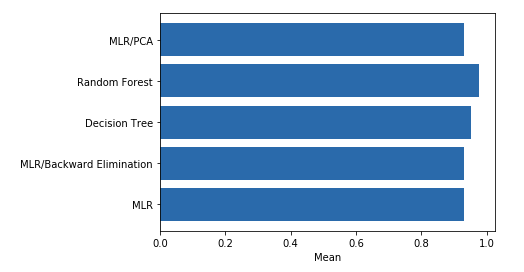 MLR/PCA
Random Forest
Decision Tree
MLR/Backward Elimination
MLR
0.0 0.2 0.4 0.6 0.8 1.0
Mean